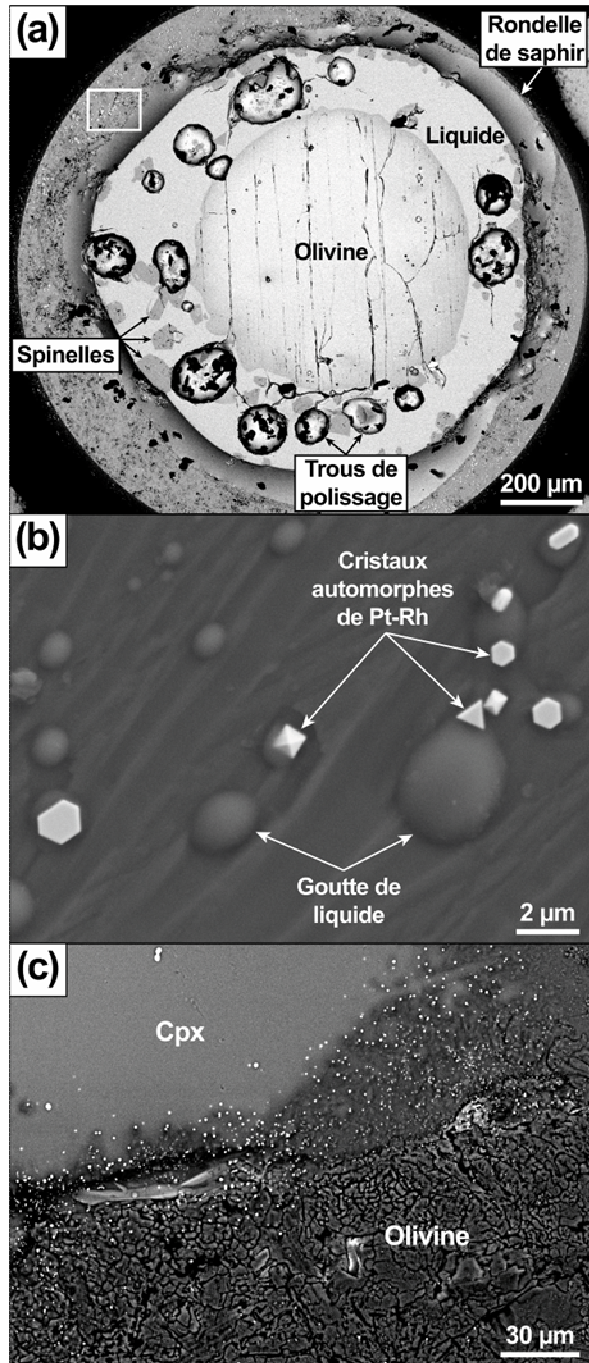 (a)
Rondelle
de saphir
Liquide
Olivine
Spinelles
Trous de
polissage
200 µm
(b)
Cristaux
automorphes
de Pt-Rh
Goutte de
liquide
2 µm
(c)
Cpx
Olivine
30 µm